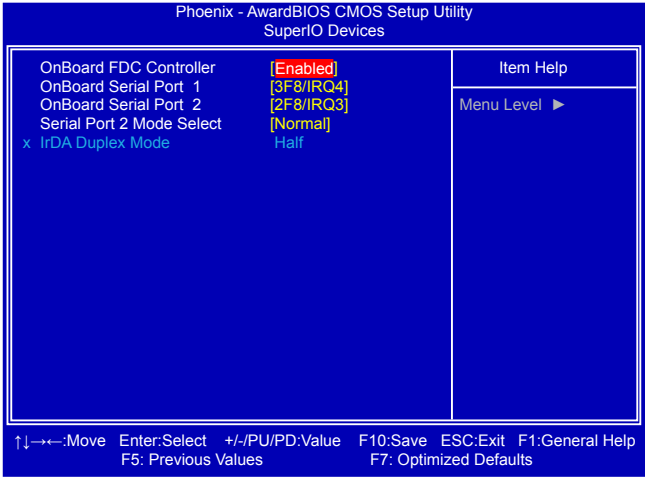 Phoenix - AwardBIOS CMOS Setup Utility
SuperIO Devices
OnBoard FDC Controller [Enabled]
OnBoard Serial Port 1 [3F8/IRQ4]
OnBoard Serial Port 2 [2F8/IRQ3]
Serial Port 2 Mode Select [Normal]
x IrDA Duplex Mode Half
Item Help
Menu Level ►
↑↓→←:Move Enter:Select +/-/PU/PD:Value F10:Save ESC:Exit F1:General Help
F5: Previous Values F7: Optimized Defaults